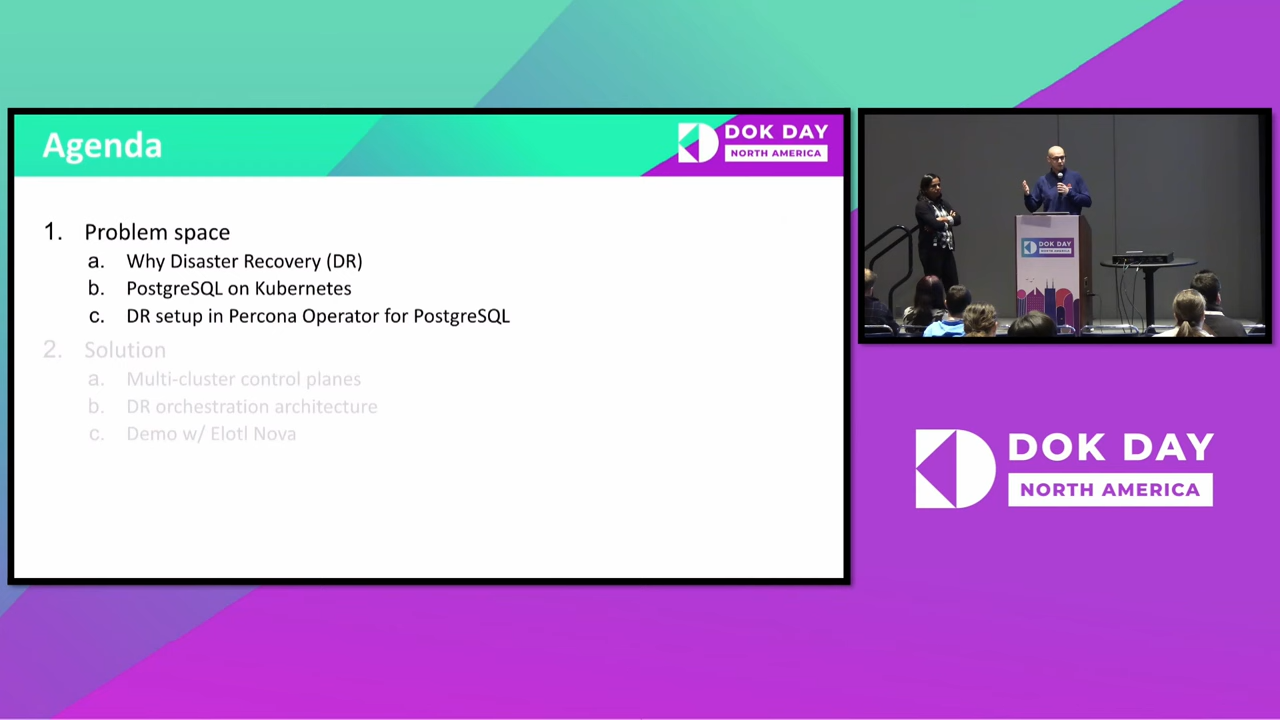 Agenda
DOK DAY
NORTH AMERICA
1. Problem space
a. Why Disaster Recovery (DR)
b. PostgreSQL on Kubernetes
c. DR setup in Percona Operator for PostgreSQL
2. Solution
a. Multi-cluster control planes
b. DR orchestration architecture
c. Demo w/ Elotl Nova
DOK DAY
NORTH AMERICA
DOK DAY
NORTH AMERICA